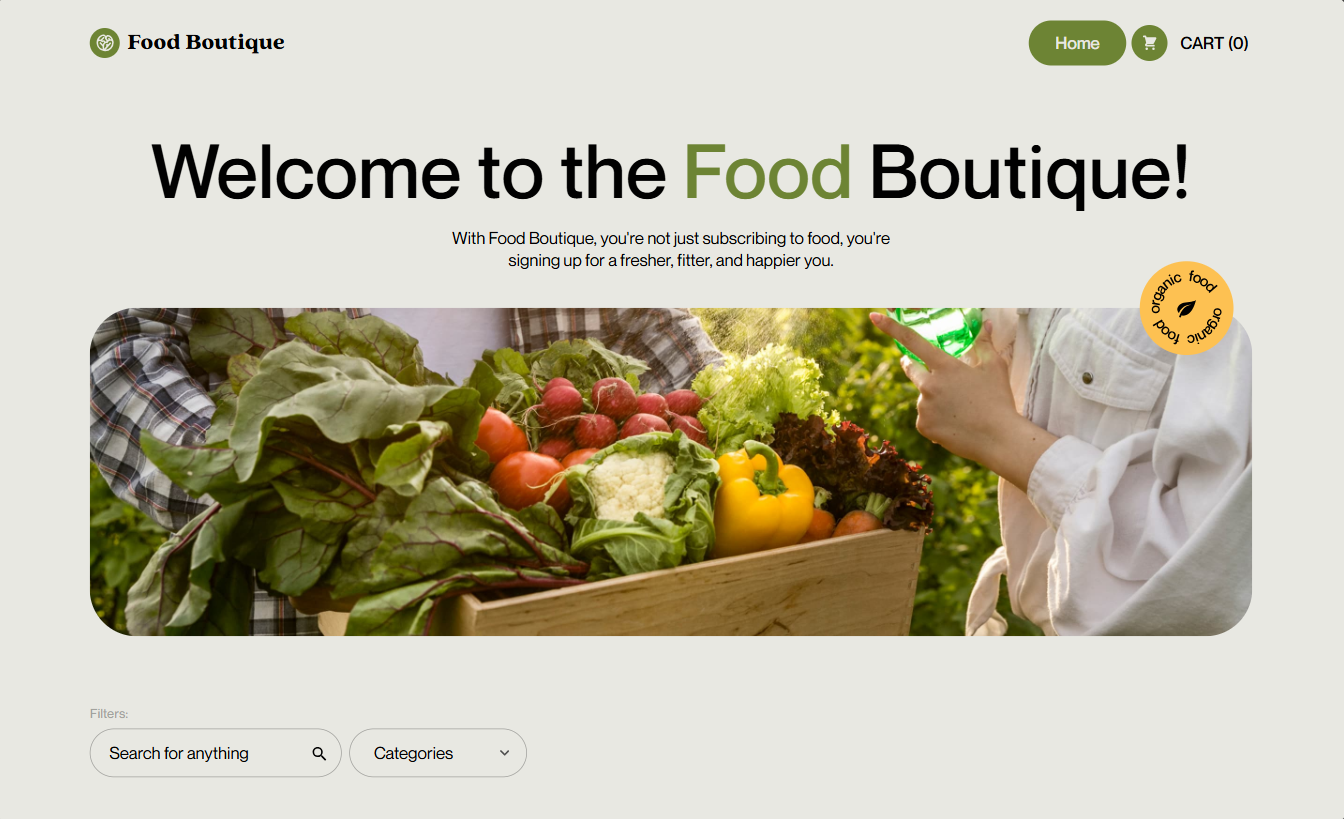 Food Boutique
Home
CART (0)
Welcome to the Food Boutique!
With Food Boutique, you're not just subscribing to food, you're
signing up for a fresher, fitter, and happier you.
organic food organic food
Filters:
Search for anything
Categories